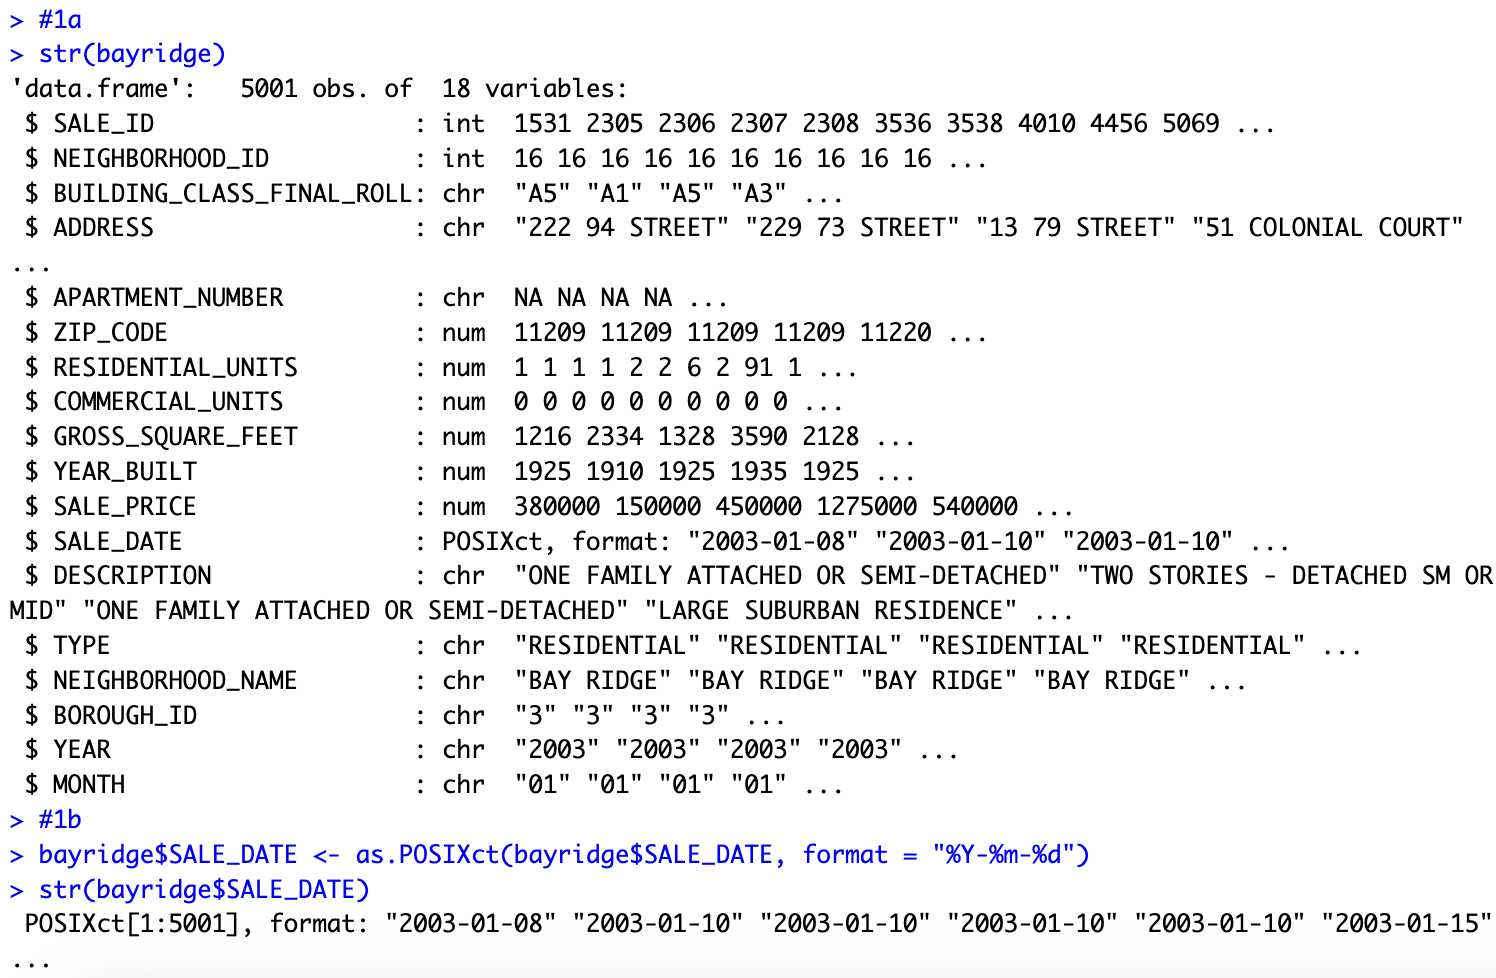 > #1a
> str(bayridge)
'data.frame':   5001 obs. of  18 variables:
 $ SALE_ID                  : int  1531 2305 2306 2307 2308 3536 3538 4010 4456 5069 ...
 $ NEIGHBORHOOD_ID          : int  16 16 16 16 16 16 16 16 16 16 ...
 $ BUILDING_CLASS_FINAL_ROLL: chr  "A5" "A1" "A5" "A3" ...
 $ ADDRESS                  : chr  "222 94 STREET" "229 73 STREET" "13 79 STREET" "51 COLONIAL COURT"
...
 $ APARTMENT_NUMBER         : chr  NA NA NA NA ...
 $ ZIP_CODE                 : num  11209 11209 11209 11209 11220 ...
 $ RESIDENTIAL_UNITS        : num  1 1 1 1 2 2 6 2 91 1 ...
 $ COMMERCIAL_UNITS         : num  0 0 0 0 0 0 0 0 0 0 ...
 $ GROSS_SQUARE_FEET        : num  1216 2334 1328 3590 2128 ...
 $ YEAR_BUILT               : num  1925 1910 1925 1935 1925 ...
 $ SALE_PRICE               : num  380000 150000 450000 1275000 540000 ...
 $ SALE_DATE                : POSIXct, format: "2003-01-08" "2003-01-10" "2003-01-10" ...
 $ DESCRIPTION              : chr  "ONE FAMILY ATTACHED OR SEMI-DETACHED" "TWO STORIES - DETACHED SM OR
MID" "ONE FAMILY ATTACHED OR SEMI-DETACHED" "LARGE SUBURBAN RESIDENCE" ...
 $ TYPE                     : chr  "RESIDENTIAL" "RESIDENTIAL" "RESIDENTIAL" "RESIDENTIAL" ...
 $ NEIGHBORHOOD_NAME        : chr  "BAY RIDGE" "BAY RIDGE" "BAY RIDGE" "BAY RIDGE" ...
 $ BOROUGH_ID               : chr  "3" "3" "3" "3" ...
 $ YEAR                     : chr  "2003" "2003" "2003" "2003" ...
 $ MONTH                    : chr  "01" "01" "01" "01" ...
> #1b
> bayridge$SALE_DATE <- as.POSIXct(bayridge$SALE_DATE, format = "%Y-%m-%d")
> str(bayridge$SALE_DATE)
 POSIXct[1:5001], format: "2003-01-08" "2003-01-10" "2003-01-10" "2003-01-10" "2003-01-10" "2003-01-15"
...